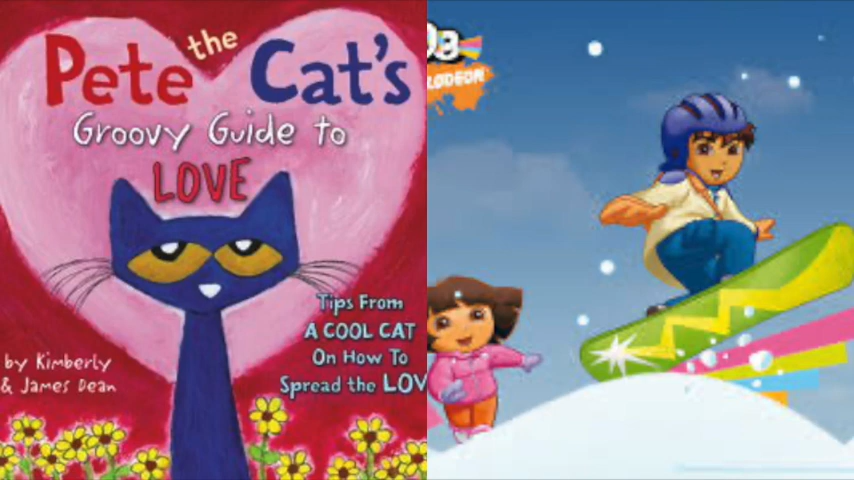 Pete the Cat's
Groovy Guide to
LOVE
Tips From
A COOL CAT
On How To
Spread the LOV
by Kimberly
& James Dean